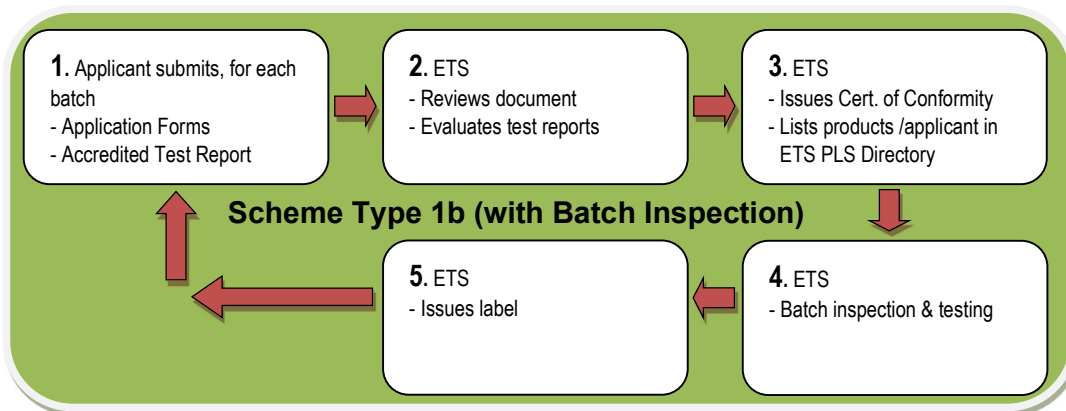 1. Applicant submits, for each
batch
- Application Forms
- Accredited Test Report
2. ETS
- Reviews document
- Evaluates test reports
3. ETS
- Issues Cert. of Conformity
- Lists products /applicant in
ETS PLS Directory
Scheme Type 1b (with Batch Inspection)
5. ETS
- Issues label
4. ETS
- Batch inspection & testing